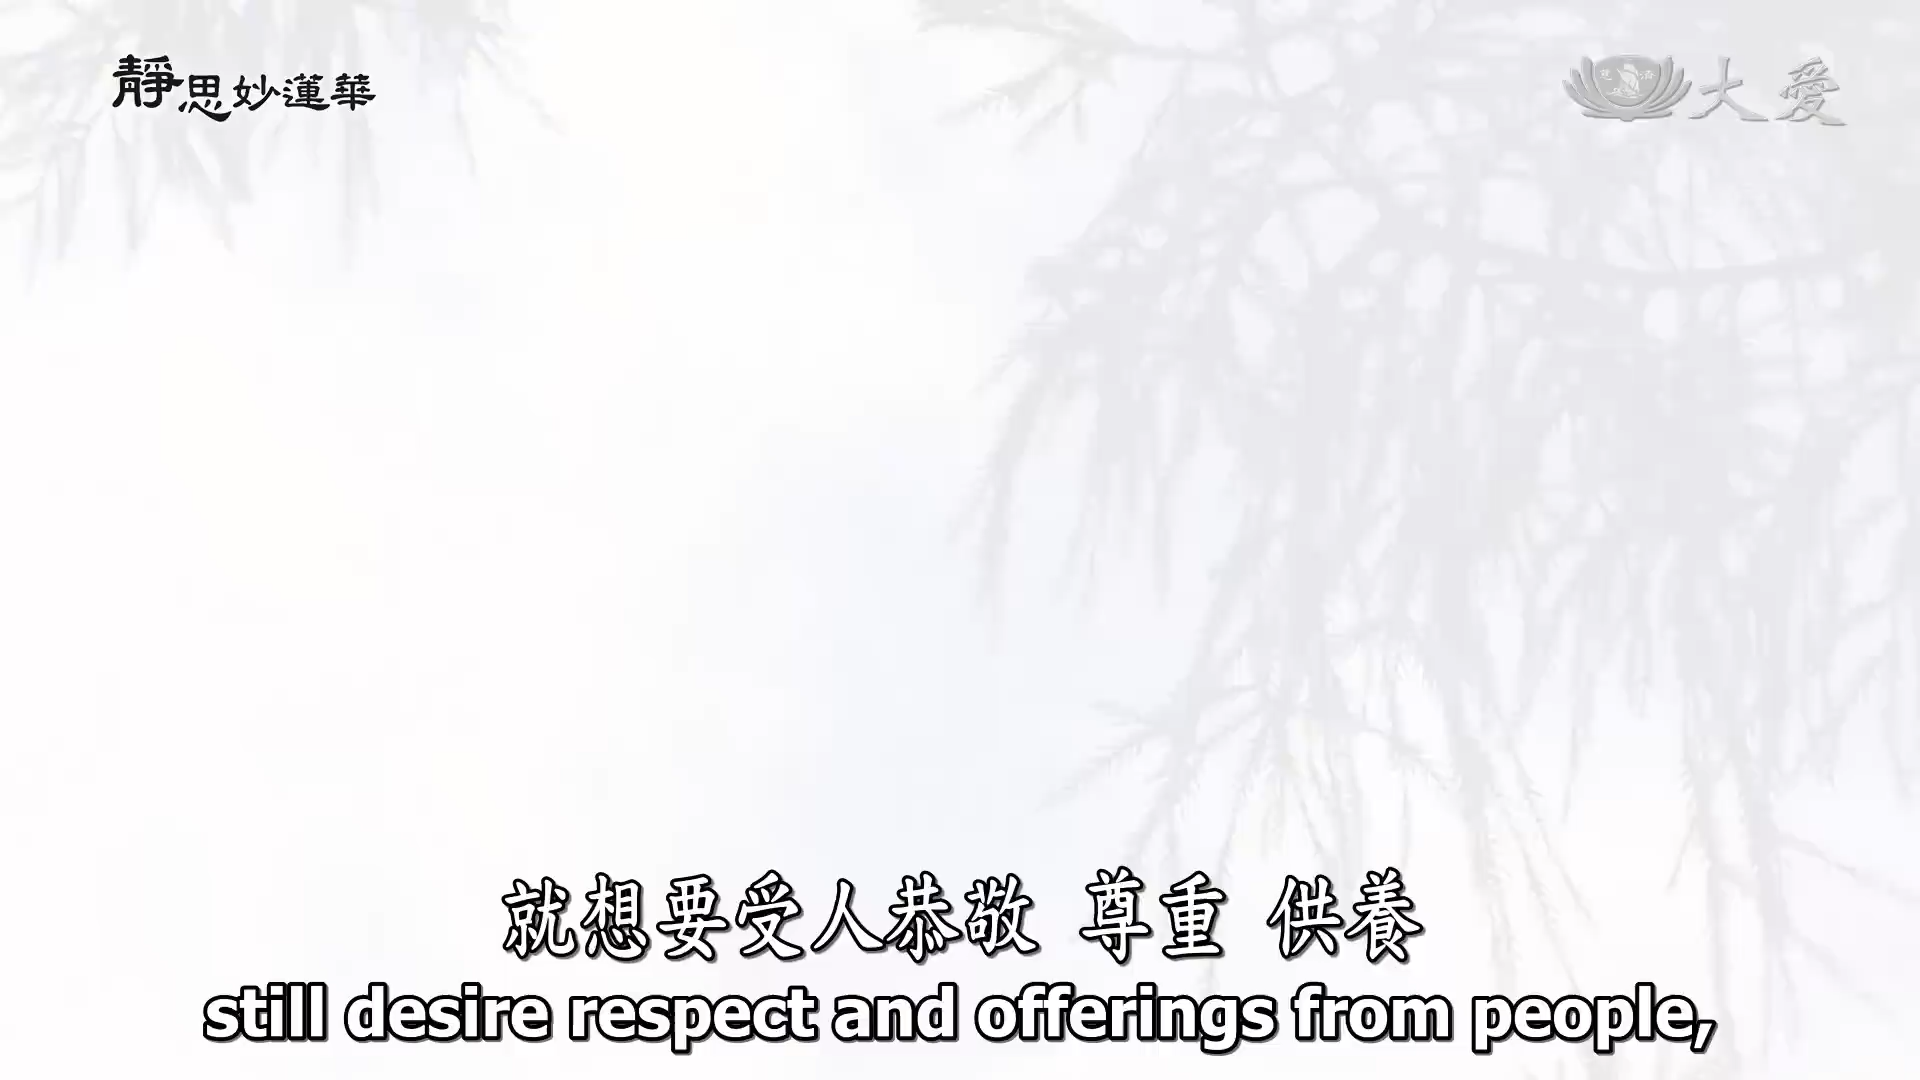 靜思妙蓮華
大愛
就想要受人恭敬 尊重 供養
still desire respect and offerings from people,